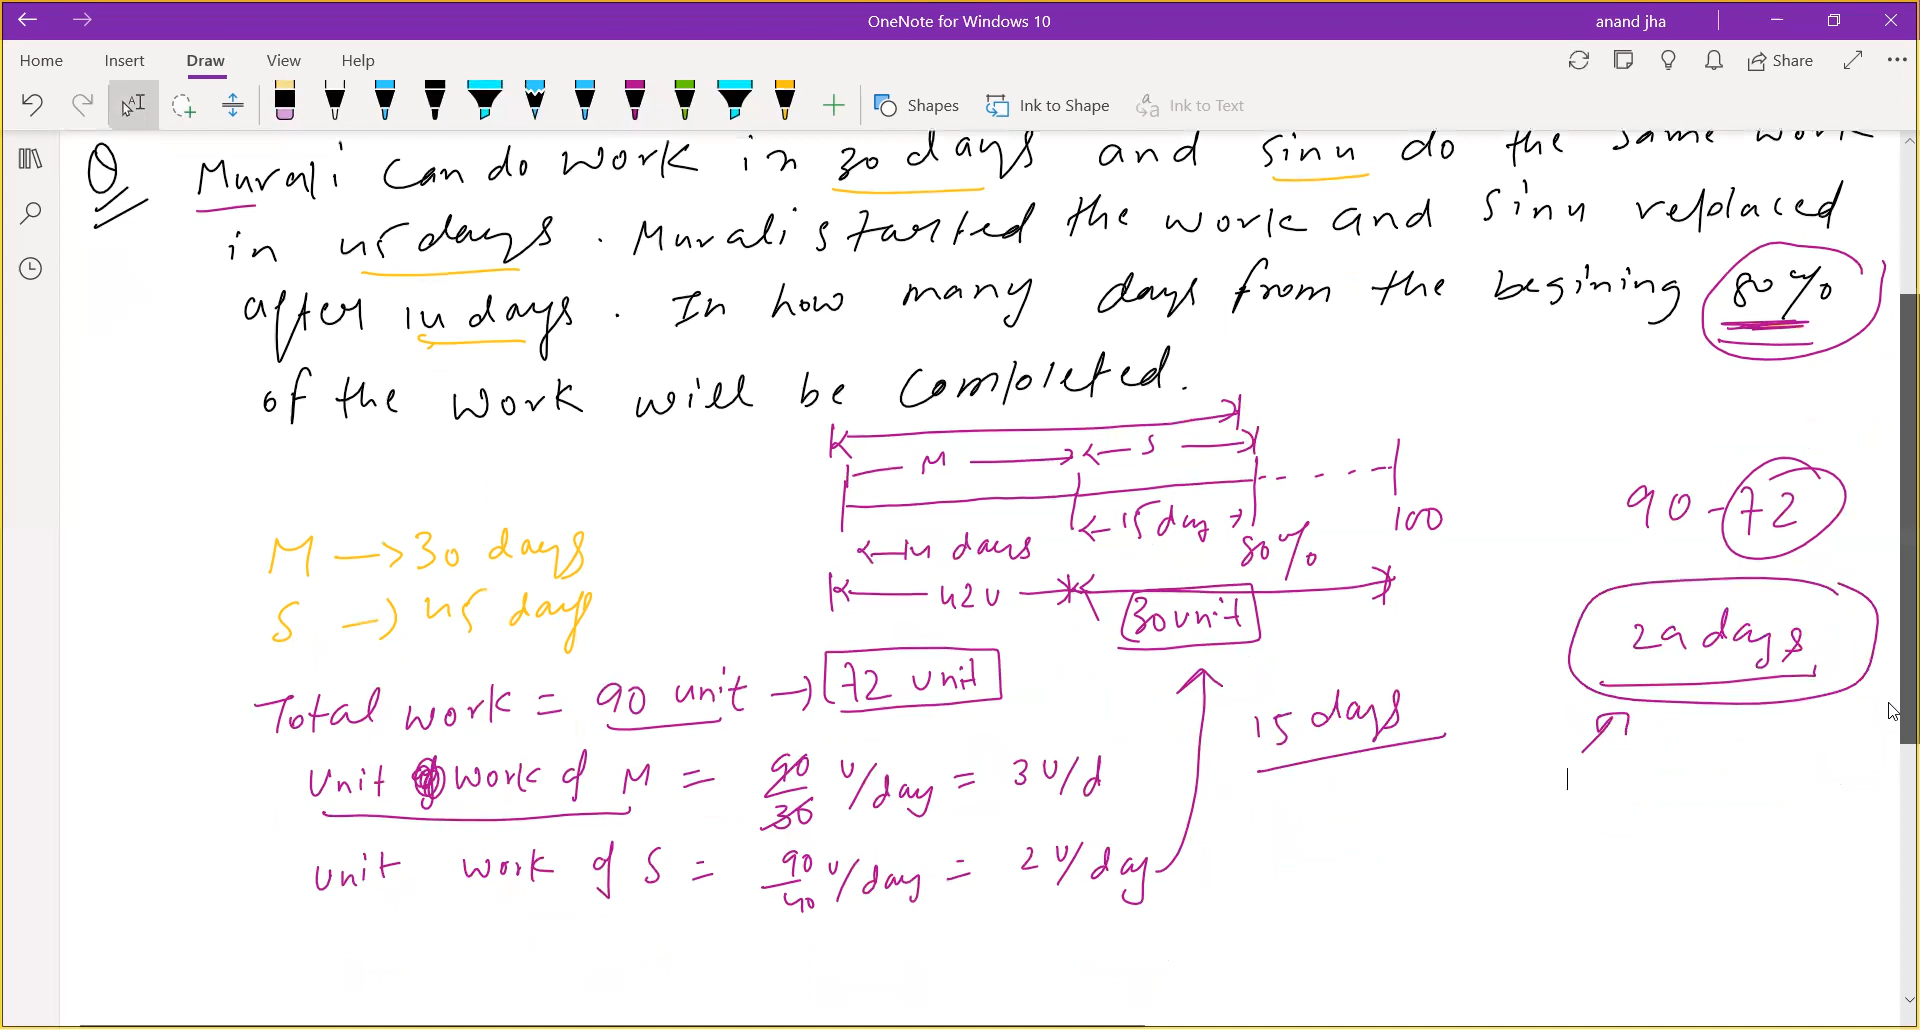 OneNote for Windows 10
anand jha
Home Insert Draw View Help
Share
Shapes Ink to Shape Ink to Text
Q Murali can do work in 30 days and sinu do the same work
in 45 days. Murali started the work and sinu replaced
after 14 days. In how many days from the begining 80%
of the work will be completed.
M S
14 days 15 day 80% 100
90 - 72
M → 30 days
S → 45 days
42 U 30 unit
29 days
Total work = 90 unit → 72 unit
15 days
Unit work of M = 90/30 U/day = 3 U/d
unit work of S = 90/40 U/day = 2 U/day